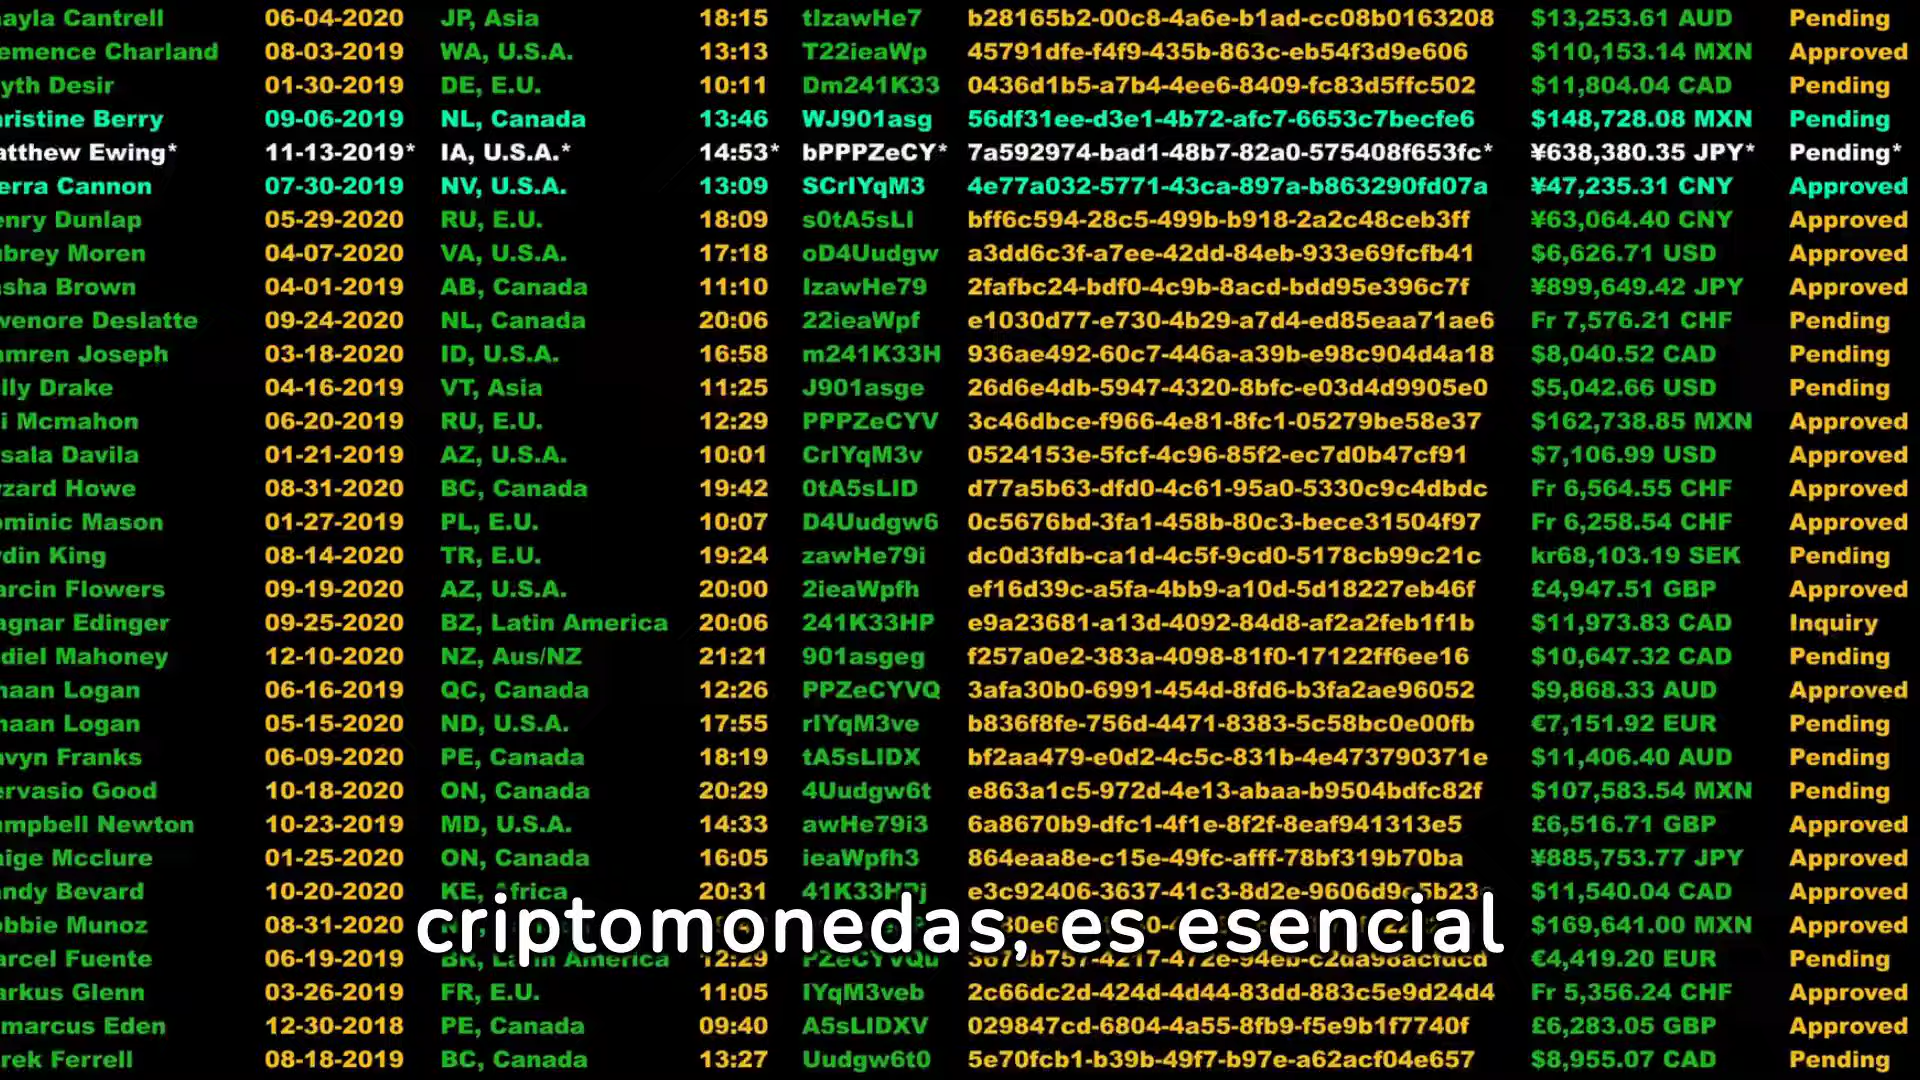 ayla Cantrell 06-04-2020 JP, Asia 18:15 tIzawHe7 b28165b2-00c8-4a6e-b1ad-cc08b0163208 $13,253.61 AUD Pending
emence Charland 08-03-2019 WA, U.S.A. 13:13 T22ieaWp 45791dfe-f4f9-435b-863c-eb54f3d9e606 $110,153.14 MXN Approved
yth Desir 01-30-2019 DE, E.U. 10:11 Dm241K33 0436d1b5-a7b4-4ee6-8409-fc83d5ffc502 $11,804.04 CAD Pending
ristine Berry 09-06-2019 NL, Canada 13:46 WJ901asg 56df31ee-d3e1-4b72-afc7-6653c7becfe6 $148,728.08 MXN Pending
atthew Ewing* 11-13-2019* IA, U.S.A.* 14:53* bPPPZeCY* 7a592974-bad1-48b7-82a0-575408f653fc* ¥638,380.35 JPY* Pending*
erra Cannon 07-30-2019 NV, U.S.A. 13:09 SCrIYqM3 4e77a032-5771-43ca-897a-b863290fd07a ¥47,235.31 CNY Approved
enry Dunlap 05-29-2020 RU, E.U. 18:09 s0tA5sLI bff6c594-28c5-499b-b918-2a2c48ceb3ff ¥63,064.40 CNY Approved
brey Moren 04-07-2020 VA, U.S.A. 17:18 oD4Uudgw a3dd6c3f-a7ee-42dd-84eb-933e69fcfb41 $6,626.71 USD Approved
sha Brown 04-01-2019 AB, Canada 11:10 IzawHe79 2fafbc24-bdf0-4c9b-8acd-bdd95e396c7f ¥899,649.42 JPY Approved
wenore Deslatte 09-24-2020 NL, Canada 20:06 22ieaWpf e1030d77-e730-4b29-a7d4-ed85eaa71ae6 Fr 7,576.21 CHF Pending
amren Joseph 03-18-2020 ID, U.S.A. 16:58 m241K33H 936ae492-60c7-446a-a39b-e98c904d4a18 $8,040.52 CAD Pending
lly Drake 04-16-2019 VT, Asia 11:25 J901asge 26d6e4db-5947-4320-8bfc-e03d4d9905e0 $5,042.66 USD Pending
i Mcmahon 06-20-2019 RU, E.U. 12:29 PPPZeCYV 3c46dbce-f966-4e81-8fc1-05279be58e37 $162,738.85 MXN Approved
sala Davila 01-21-2019 AZ, U.S.A. 10:01 CrIYqM3v 0524153e-5fcf-4c96-85f2-ec7d0b47cf91 $7,106.99 USD Approved
zzard Howe 08-31-2020 BC, Canada 19:42 0tA5sLID d77a5b63-dfd0-4c61-95a0-5330c9c4dbdc Fr 6,564.55 CHF Approved
ominic Mason 01-27-2019 PL, E.U. 10:07 D4Uudgw6 0c5676bd-3fa1-458b-80c3-bece31504f97 Fr 6,258.54 CHF Approved
ydin King 08-14-2020 TR, E.U. 19:24 zawHe79i dc0d3fdb-ca1d-4c5f-9cd0-5178cb99c21c kr68,103.19 SEK Pending
arcin Flowers 09-19-2020 AZ, U.S.A. 20:00 2ieaWpfh ef16d39c-a5fa-4bb9-a10d-5d18227eb46f £4,947.51 GBP Approved
agnar Edinger 09-25-2020 BZ, Latin America 20:06 241K33HP e9a23681-a13d-4092-84d8-af2a2feb1f1b $11,973.83 CAD Inquiry
diel Mahoney 12-10-2020 NZ, Aus/NZ 21:21 901asgeg f257a0e2-383a-4098-81f0-17122ff6ee16 $10,647.32 CAD Pending
haan Logan 06-16-2019 QC, Canada 12:26 PPZeCYVQ 3afa30b0-6991-454d-8fd6-b3fa2ae96052 $9,868.33 AUD Approved
haan Logan 05-15-2020 ND, U.S.A. 17:55 rIYqM3ve b836f8fe-756d-4471-8383-5c58bc0e00fb €7,151.92 EUR Pending
avyn Franks 06-09-2020 PE, Canada 18:19 tA5sLIDX bf2aa479-e0d2-4c5c-831b-4e473790371e $11,406.40 AUD Pending
ervasio Good 10-18-2020 ON, Canada 20:29 4Uudgw6t e863a1c5-972d-4e13-abaa-b9504bdfc82f $107,583.54 MXN Pending
ampbell Newton 10-23-2019 MD, U.S.A. 14:33 awHe79i3 6a8670b9-dfc1-4f1e-8f2f-8eaf941313e5 £6,516.71 GBP Approved
aige Mcclure 01-25-2020 ON, Canada 16:05 ieaWpfh3 864eaa8e-c15e-49fc-afff-78bf319b70ba ¥885,753.77 JPY Approved
andy Bevard 10-20-2020 KE, Africa 20:31 $11,540.04 CAD Approved
obbie Munoz 08-31-2020 $169,641.00 MXN Approved
criptomonedas, es esencial
arcel Fuente 06-19-2019 BR, Latin America 12:29 €4,419.20 EUR Pending
arkus Glenn 03-26-2019 FR, E.U. 11:05 IYqM3veb 2c66dc2d-424d-4d44-83dd-883c5e9d24d4 Fr 5,356.24 CHF Approved
marcus Eden 12-30-2018 PE, Canada 09:40 A5sLIDXV 029847cd-6804-4a55-8fb9-f5e9b1f7740f £6,283.05 GBP Approved
rek Ferrell 08-18-2019 BC, Canada 13:27 Uudgw6t0 5e70fcb1-b39b-49f7-b97e-a62acf04e657 $8,955.07 CAD Pending